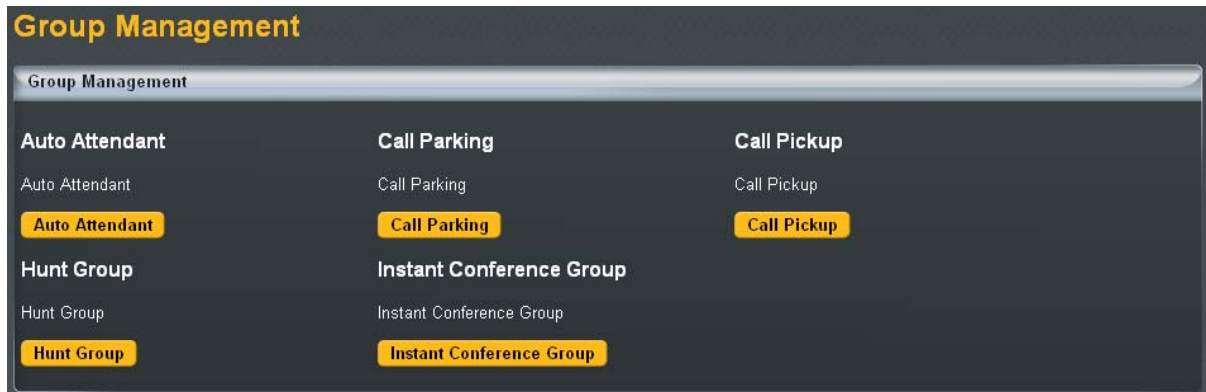 Group Management
Group Management
Auto Attendant
Call Parking
Call Pickup
Auto Attendant
Call Parking
Call Pickup
Auto Attendant
Call Parking
Call Pickup
Hunt Group
Instant Conference Group
Hunt Group
Instant Conference Group
Hunt Group
Instant Conference Group